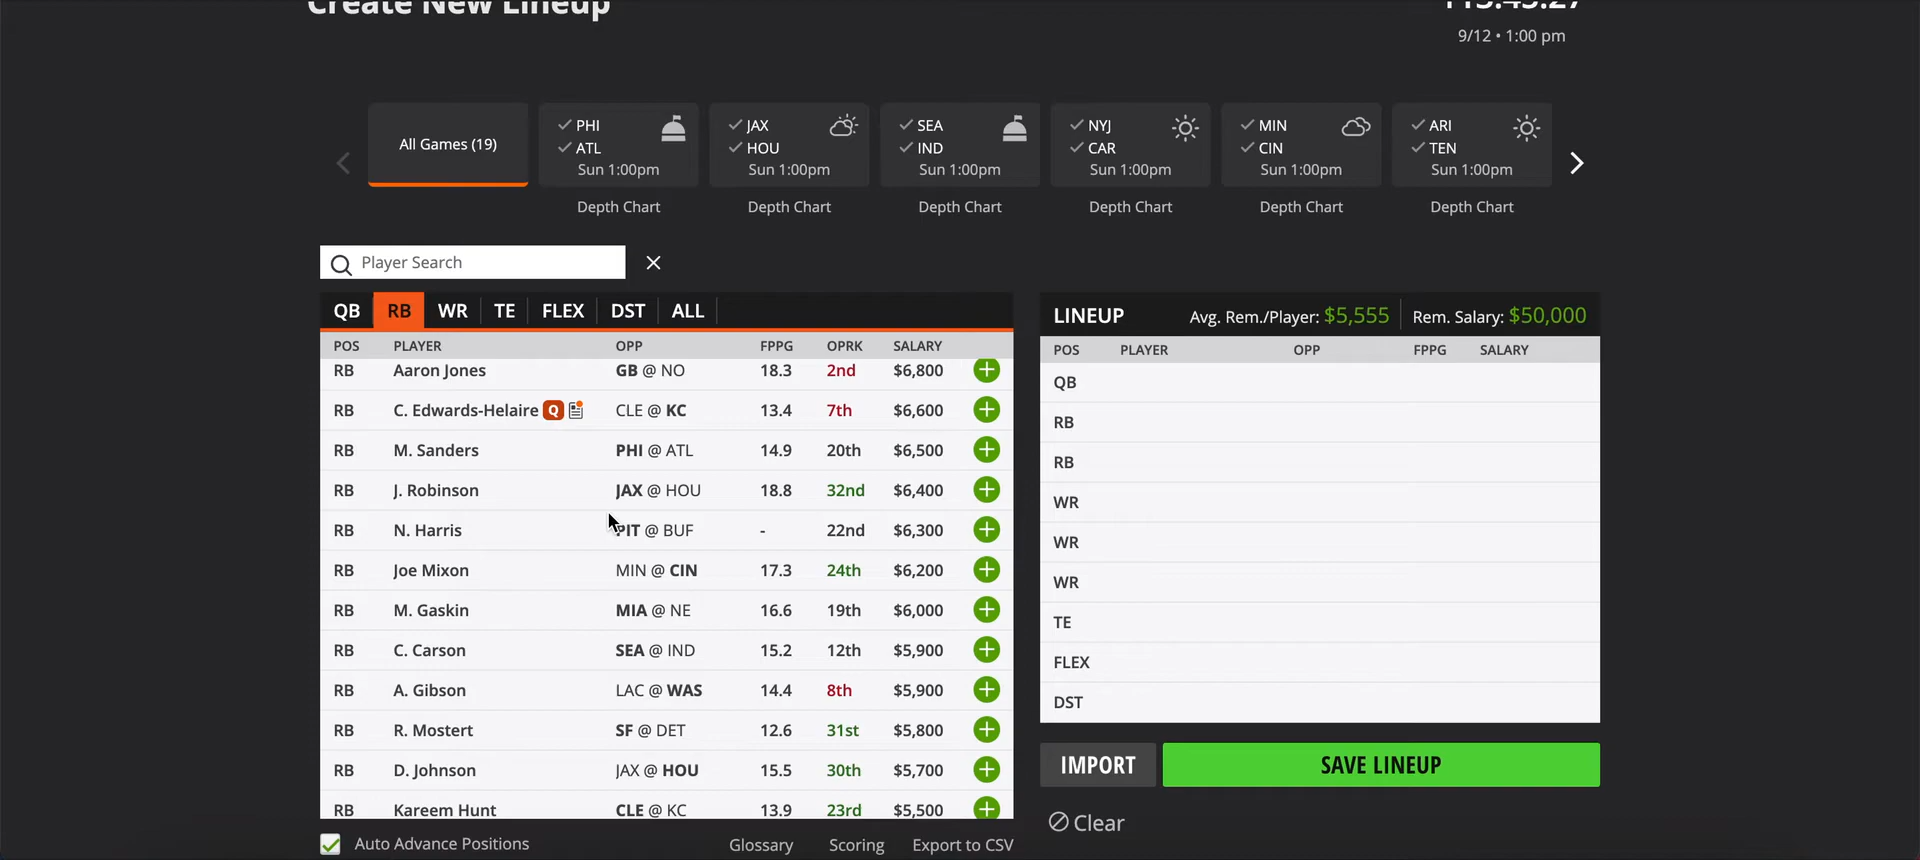 Create New Lineup
9/12 • 1:00 pm
All Games (19)
PHI
ATL
Sun 1:00pm
Depth Chart
JAX
HOU
Sun 1:00pm
Depth Chart
SEA
IND
Sun 1:00pm
Depth Chart
NYJ
CAR
Sun 1:00pm
Depth Chart
MIN
CIN
Sun 1:00pm
Depth Chart
ARI
TEN
Sun 1:00pm
Depth Chart
Player Search
QB RB WR TE FLEX DST ALL
POS PLAYER OPP FPPG OPRK SALARY
RB Aaron Jones GB @ NO 18.3 2nd $6,800
RB C. Edwards-Helaire Q CLE @ KC 13.4 7th $6,600
RB M. Sanders PHI @ ATL 14.9 20th $6,500
RB J. Robinson JAX @ HOU 18.8 32nd $6,400
RB N. Harris PIT @ BUF - 22nd $6,300
RB Joe Mixon MIN @ CIN 17.3 24th $6,200
RB M. Gaskin MIA @ NE 16.6 19th $6,000
RB C. Carson SEA @ IND 15.2 12th $5,900
RB A. Gibson LAC @ WAS 14.4 8th $5,900
RB R. Mostert SF @ DET 12.6 31st $5,800
RB D. Johnson JAX @ HOU 15.5 30th $5,700
RB Kareem Hunt CLE @ KC 13.9 23rd $5,500
Auto Advance Positions Glossary Scoring Export to CSV
LINEUP Avg. Rem./Player: $5,555 Rem. Salary: $50,000
POS PLAYER OPP FPPG SALARY
QB
RB
RB
WR
WR
WR
TE
FLEX
DST
IMPORT SAVE LINEUP
Clear